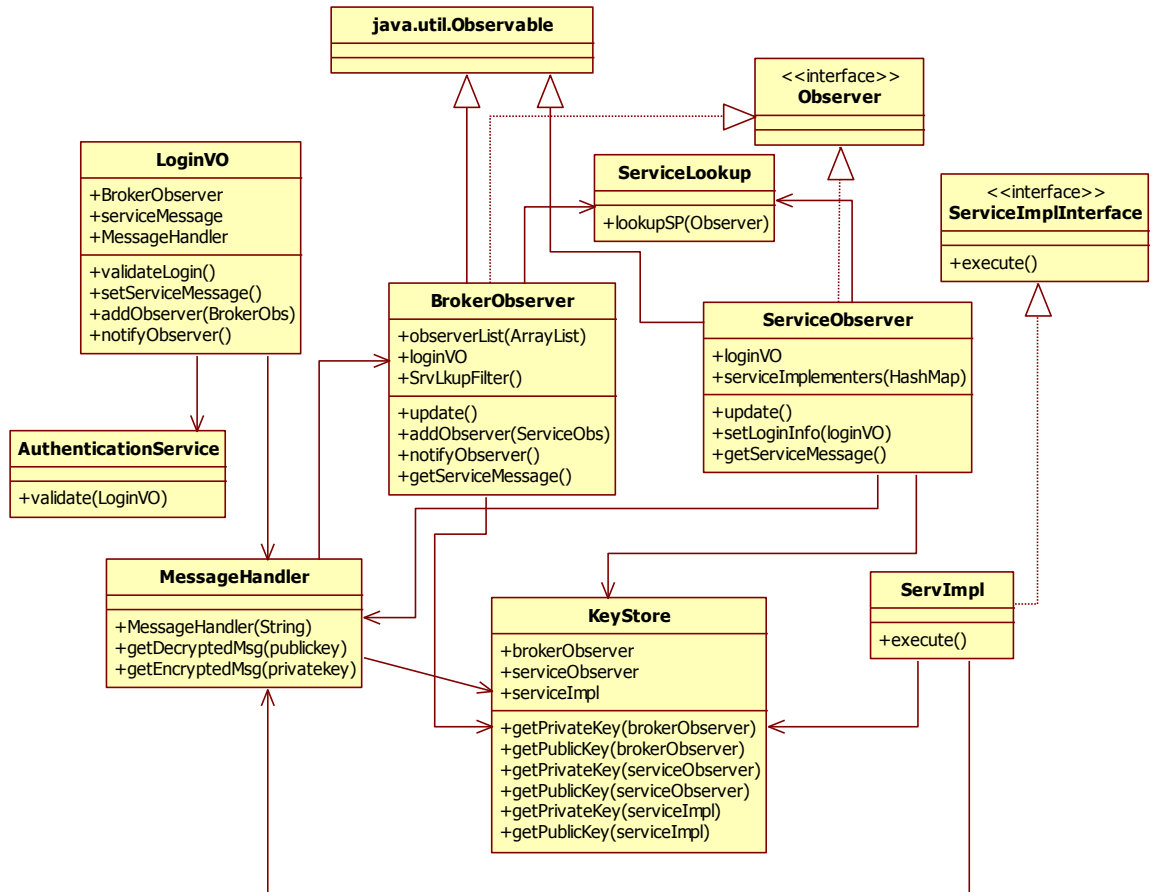 java.util.Observable
<<interface>>
Observer
LoginVO
+BrokerObserver
+serviceMessage
+MessageHandler
+validateLogin()
+setServiceMessage()
+addObserver(BrokerObs)
+notifyObserver()
ServiceLookup
+lookupSP(Observer)
<<interface>>
ServiceImplInterface
+execute()
BrokerObserver
+observerList(ArrayList)
+loginVO
+SrvLkupFilter()
+update()
+addObserver(ServiceObs)
+notifyObserver()
+getServiceMessage()
ServiceObserver
+loginVO
+serviceImplementers(HashMap)
+update()
+setLoginInfo(loginVO)
+getServiceMessage()
AuthenticationService
+validate(LoginVO)
MessageHandler
+MessageHandler(String)
+getDecryptedMsg(publickey)
+getEncryptedMsg(privatekey)
KeyStore
+brokerObserver
+serviceObserver
+serviceImpl
+getPrivateKey(brokerObserver)
+getPublicKey(brokerObserver)
+getPrivateKey(serviceObserver)
+getPublicKey(serviceObserver)
+getPrivateKey(serviceImpl)
+getPublicKey(serviceImpl)
ServImpl
+execute()